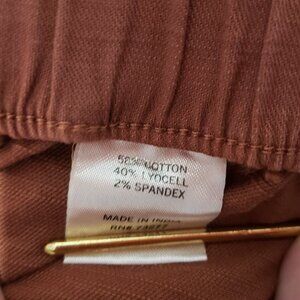 58% COTTON
40% LYOCELL
2% SPANDEX
MADE IN INDIA
RN#